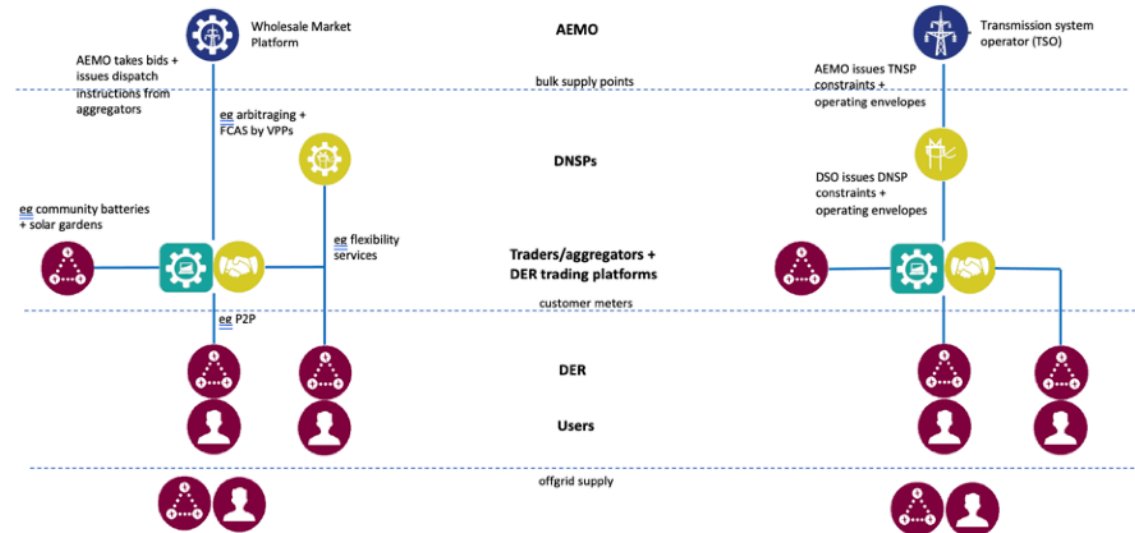 Wholesale Market
Platform
AEMO
Transmission system
operator (TSO)
AEMO takes bids +
issues dispatch
instructions from
aggregators
bulk supply points
AEMO issues TNSP
constraints +
operating envelopes
eg arbitraging +
FCAS by VPPs
DNSPs
DSO issues DNSP
constraints +
operating envelopes
eg community batteries
+ solar gardens
eg flexibility
services
Traders/aggregators +
DER trading platforms
customer meters
eg P2P
DER
Users
offgrid supply